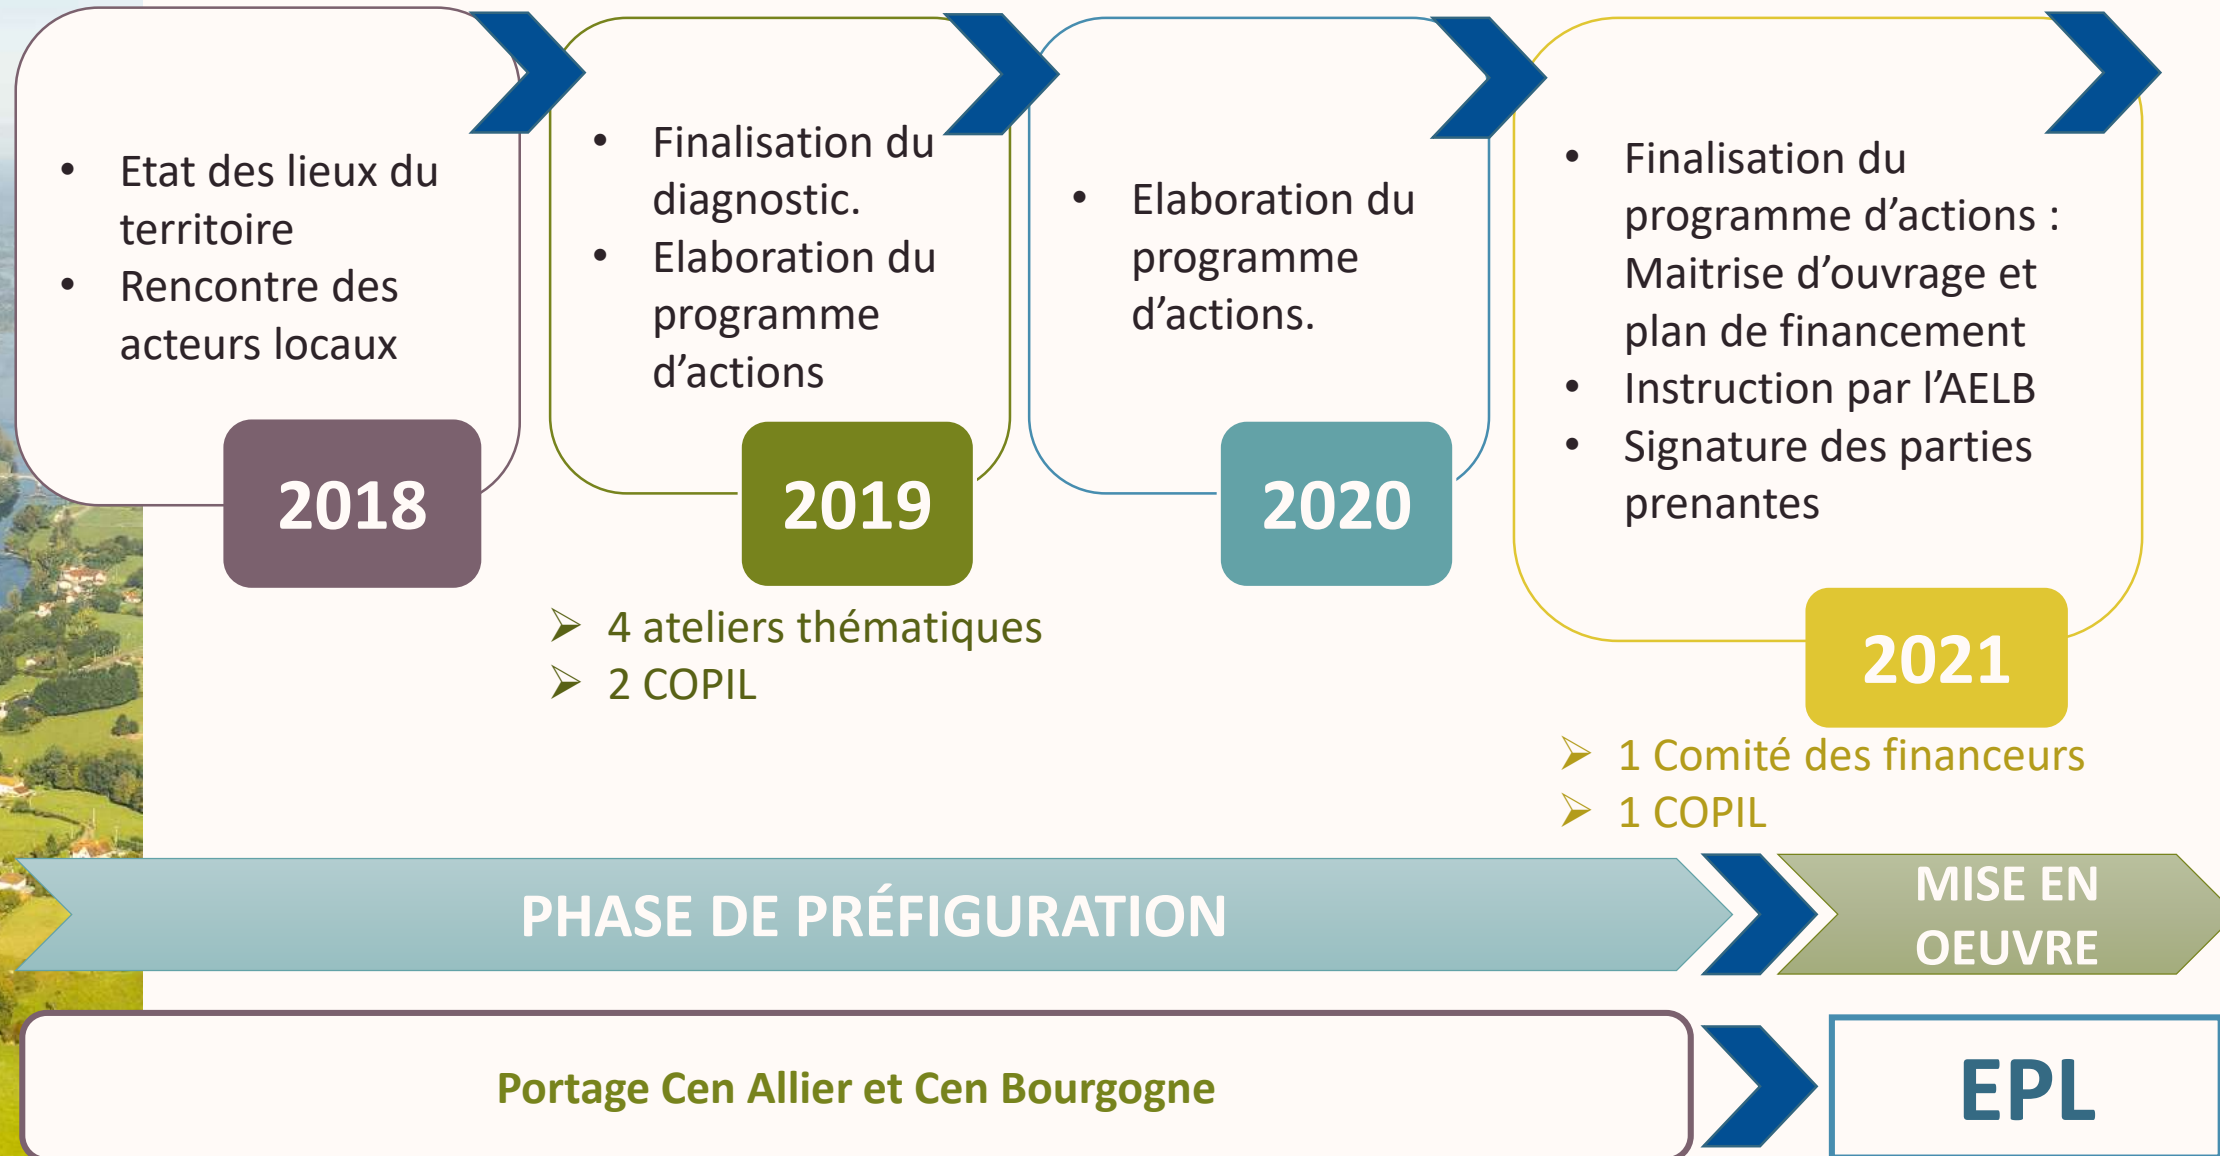 • Etat des lieux du
territoire
• Rencontre des
acteurs locaux
2018
• Finalisation du
diagnostic.
• Elaboration du
programme
d’actions
2019
➢ 4 ateliers thématiques
➢ 2 COPIL
• Elaboration du
programme
d’actions.
2020
• Finalisation du
programme d’actions :
Maitrise d’ouvrage et
plan de financement
• Instruction par l’AELB
• Signature des parties
prenantes
2021
➢ 1 Comité des financeurs
➢ 1 COPIL
PHASE DE PRÉFIGURATION
MISE EN
OEUVRE
Portage Cen Allier et Cen Bourgogne
EPL